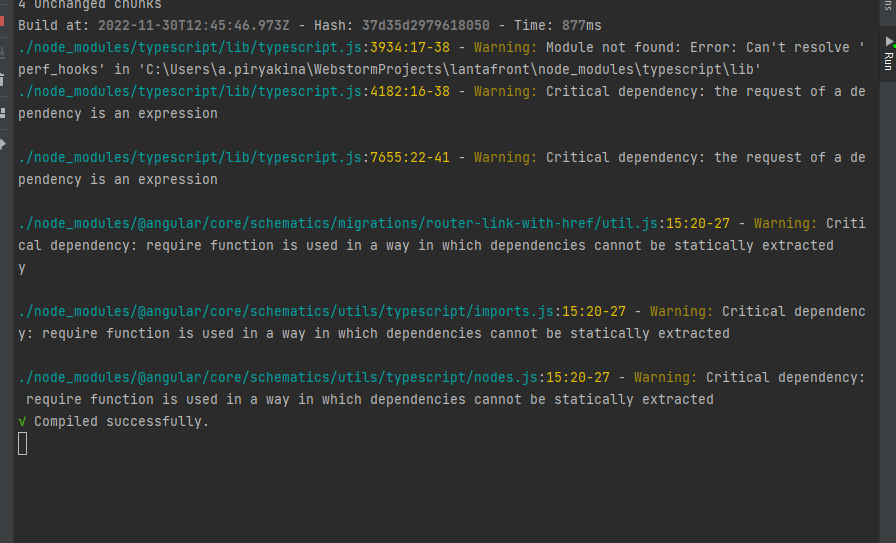 4 unchanged chunks
Build at: 2022-11-30T12:45:46.973Z - Hash: 37d35d2979618050 - Time: 877ms
./node_modules/typescript/lib/typescript.js:3934:17-38 - Warning: Module not found: Error: Can't resolve '
perf_hooks' in 'C:\Users\a.piryakina\WebstormProjects\lantafront\node_modules\typescript\lib'
./node_modules/typescript/lib/typescript.js:4182:16-38 - Warning: Critical dependency: the request of a de
pendency is an expression
./node_modules/typescript/lib/typescript.js:7655:22-41 - Warning: Critical dependency: the request of a de
pendency is an expression
./node_modules/@angular/core/schematics/migrations/router-link-with-href/util.js:15:20-27 - Warning: Criti
cal dependency: require function is used in a way in which dependencies cannot be statically extracted
y
./node_modules/@angular/core/schematics/utils/typescript/imports.js:15:20-27 - Warning: Critical dependenc
y: require function is used in a way in which dependencies cannot be statically extracted
./node_modules/@angular/core/schematics/utils/typescript/nodes.js:15:20-27 - Warning: Critical dependency:
 require function is used in a way in which dependencies cannot be statically extracted
√ Compiled successfully.
Run